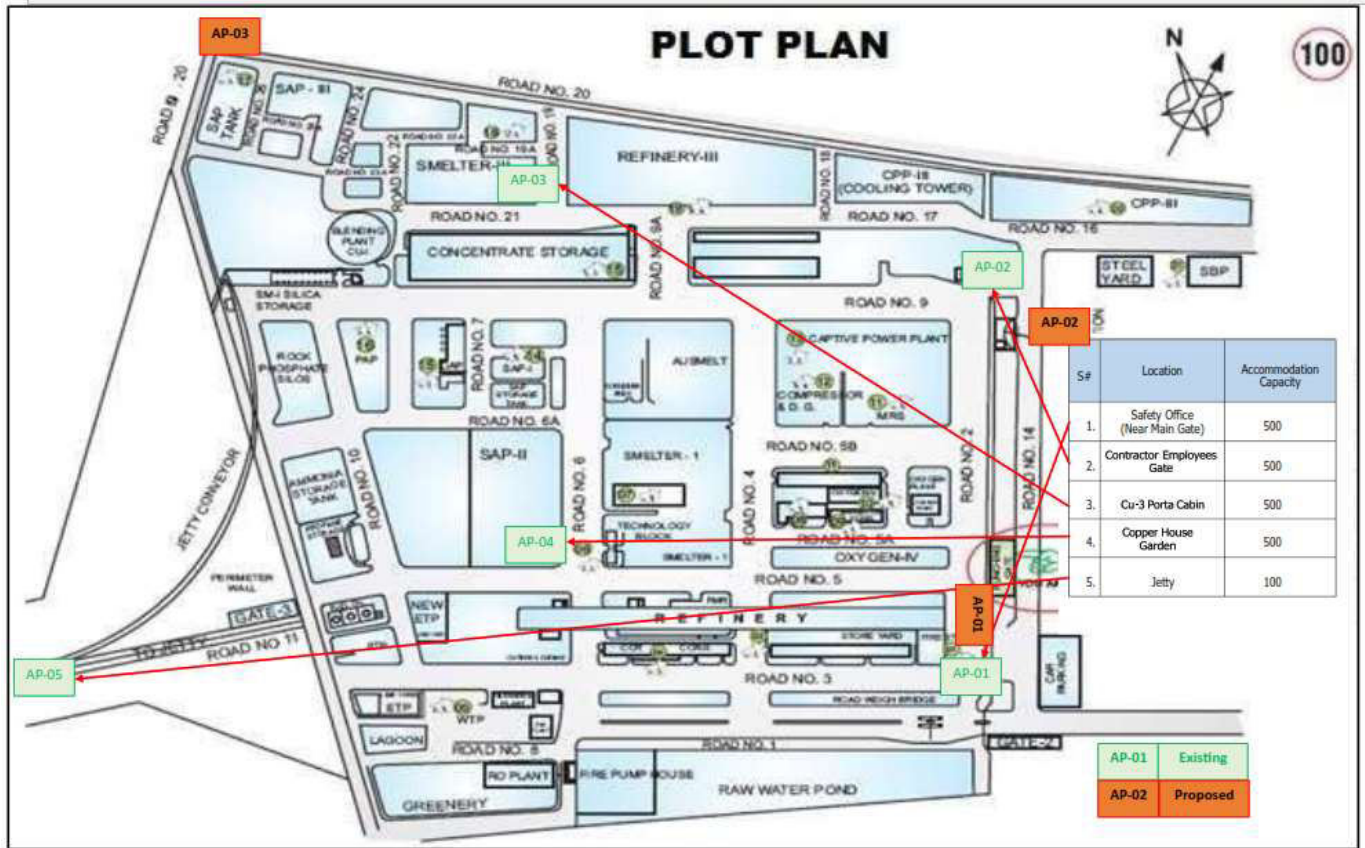 AP-03
PLOT PLAN
N
100
ROAD NO. 20
SAP - III
ROAD NO. 24
SAP
TANK
ROAD NO. 22
ROAD NO. 19A
SMELTER-III
AP-03
REFINERY-III
ROAD NO. 18
CPP-III
(COOLING TOWER)
CPP-III
ROAD NO. 21
ROAD NO. 17
ROAD NO. 16
BLENDING
PLANT
CONCENTRATE STORAGE
ROAD NO. 9A
AP-02
STEEL
YARD
SBP
SM-I SILICA
STORAGE
ROAD NO. 9
AP-02
ROCK
PHOSPHATE
SILOS
PAP
ROAD NO. 7
SAP-I
SAP
STORAGE
TANK
AUSMELT
CAPTIVE POWER PLANT
COMPRESSOR
& D. G.
MRS
ROAD NO. 6A
ROAD NO. 2
ROAD NO. 14
S#
Location
Accommodation
Capacity
1.
Safety Office
(Near Main Gate)
500
2.
Contractor Employees
Gate
500
3.
Cu-3 Porta Cabin
500
4.
Copper House
Garden
500
5.
Jetty
100
SAP-II
ROAD NO. 6
SMELTER - 1
ROAD NO. 4
ROAD NO. 5B
AMMONIA
STORAGE
TANK
ROAD NO. 10
JETTY CONVEYOR
AP-04
TECHNOLOGY
BLOCK
SMELTER - 1
ROAD NO. 5A
OXYGEN-IV
ROAD NO. 5
PERIMETER
WALL
GATE-3
NEW
ETP
REFINERY
AP-01
STORE YARD
TO JETTY
ROAD NO 11
AP-05
ROAD NO. 3
AP-01
CAR
PARKING
ETP
WTP
ROAD WEIGH BRIDGE
LAGOON
ROAD NO. 8
ROAD NO. 1
GATE-2
RO PLANT
FIRE PUMP HOUSE
RAW WATER POND
GREENERY
AP-01
Existing
AP-02
Proposed